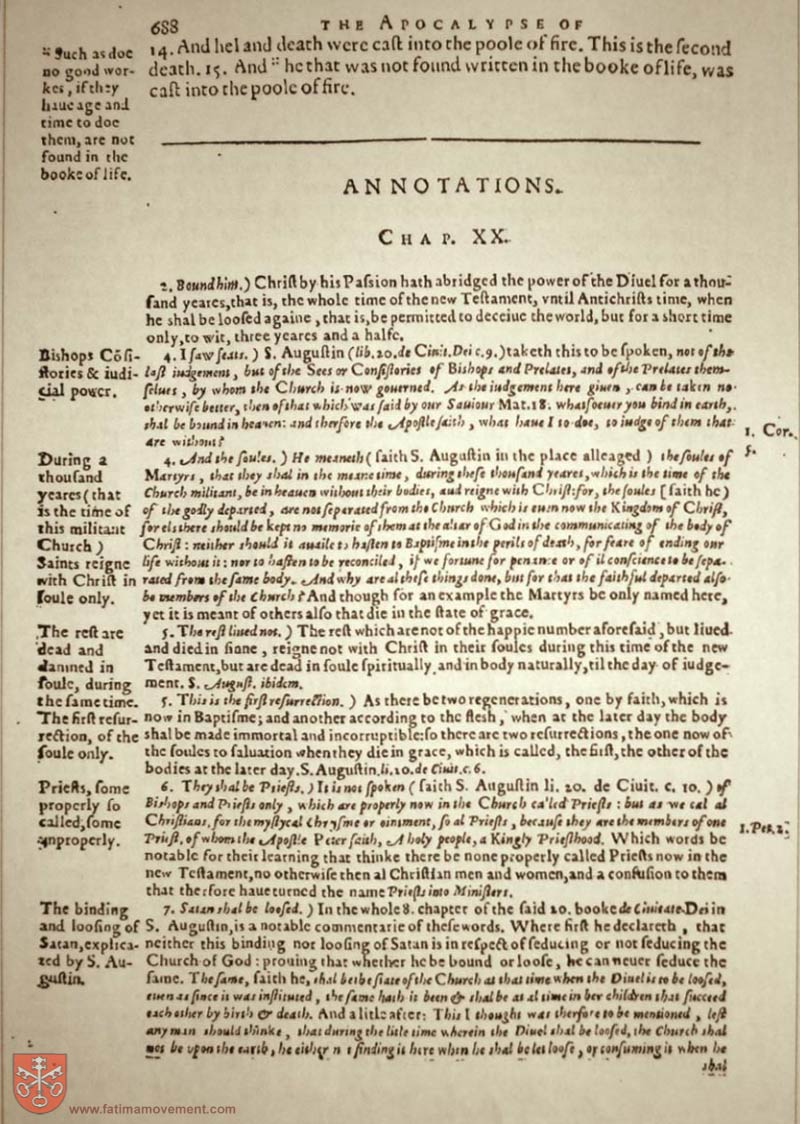 688
THE APOCALYPSE OF
14. And hel and death were caſt into the poole of fire. This is the ſecond
death. 15. And :: he that was not found written in the booke of life, was
caſt into the poole of fire.
:: Such as doe
no good wor-
kes, if they
haue age and
time to doe
them, are not
found in the
booke of life.
ANNOTATIONS.
CHAP. XX.
2. Bound him.) Chriſt by his Paſsion hath abridged the power of the Diuel for a thou-
ſand yeares, that is, the whole time of the new Teſtament, vntil Antichriſts time, when
he shal be looſed againe, that is, be permitted to deceiue the world, but for a short time
only, to wit, three yeares and a halfe.
Bishops Cõſi-
ſtories & iudi-
cial power.
4. I ſaw ſeats.) S. Auguſtin (lib. 20. de Ciuit. Dei c. 9.) taketh this to be ſpoken, not of the
laſt iudgement, but of the Sees or Conſiſtories of Bishops and Prelates, and of the Prelates them-
ſelues, by whom the Church is now gouerned. As the iudgement here giuen, can be taken no
otherwiſe better, then of that which was ſaid by our Sauiour Mat. 18. whatſoeuer you bind in earth,
shal be bound in heauen: and therfore the Apoſtle ſaith, what haue I to doe, to iudge of them that
are without?
1. Cor.
5.
During a
thouſand
yeares (that
is the time of
this militant
Church)
Saints reigne
with Chriſt in
ſoule only.
4. And the ſoules.) He meaneth (ſaith S. Auguſtin in the place alleaged) the ſoules of
Martyrs, that they shal in the meane time, during theſe thouſand yeares, which is the time of the
Church militant, be in heauen without their bodies, and reigne with Chriſt: for, the ſoules [ſaith he)
of the godly departed, are not ſeparated from the Church which is euen now the Kingdom of Chriſt,
for els there should be kept no memorie of them at the altar of God in the communicating of the body of
Chriſt: neither should it auaile to haſten to Baptiſme in the perils of death, for feare of ending our
life without it: nor to haſten to be reconciled, if we fortune for penance or of il conſcience to be ſepa-
rated from the ſame body. And why are al theſe things done, but for that the faithful departed alſo
be members of the Church? And though for an example the Martyrs be only named here,
yet it is meant of others alſo that die in the ſtate of grace.
The reſt are
dead and
damned in
ſoule, during
the ſame time.
5. The reſt liued not.) The reſt which are not of the happie number aforeſaid, but liued
and died in ſinne, reigne not with Chriſt in their ſoules during this time of the new
Teſtament, but are dead in ſoule ſpiritually, and in body naturally, til the day of iudge-
ment. S. Auguſt. ibidem.
The firſt reſur-
rection, of the
ſoule only.
5. This is the firſt reſurrection.) As there be two regenerations, one by faith, which is
now in Baptiſme; and another according to the fleſh, when at the later day the body
shal be made immortal and incorruptible: ſo there are two reſurrections, the one now of
the ſoules to ſaluation when they die in grace, which is called, the firſt, the other of the
bodies at the later day. S. Auguſtin. li. 20. de Ciuit. c. 6.
Prieſts, ſome
properly ſo
called, ſome
vnproperly.
6. They shal be Prieſts.) It is not ſpoken (ſaith S. Auguſtin li. 20. de Ciuit. c. 10.) of
Bishops and Prieſts only, which are properly now in the Church called Prieſts: but as we cal al
Chriſtians, for the myſtycal Chryſme or ointment, ſo al Prieſts, becauſe they are the members of one
Prieſt, of whom the Apoſtle Peter ſaith, A holy people, a Kingly Prieſthood. Which words be
notable for their learning that thinke there be none properly called Prieſts now in the
new Teſtament, no otherwiſe then al Chriſtian men and women, and a confuſion to them
that therfore haue turned the name Prieſts into Miniſters.
1. Pet. 2.
The binding
and looſing of
Satan, explica-
ted by S. Au-
guſtin.
7. Satan shal be looſed.) In the whole 8. chapter of the ſaid 20. booke de Ciuitate Dei in
S. Auguſtin, is a notable commentarie of theſe words. Where firſt he declareth, that
neither this binding nor looſing of Satan is in reſpect of ſeducing or not ſeducing the
Church of God: prouing that whether he be bound or looſe, he can neuer ſeduce the
ſame. The ſame, ſaith he, shal be the ſtate of the Church at that time when the Diuel is to be looſed,
euen as ſince it was inſtituted, the ſame hath it been & shal be at al time in her children that ſucceed
each other by birth & death. And a litle after: This I thought was therfore to be mentioned, leſt
any man should thinke, that during the litle time wherein the Diuel shal be looſed, the Church shal
not be vpon the earth, he either not finding it here when he shal be let looſe, or conſuming it when he
shal
www.fatimamovement.com